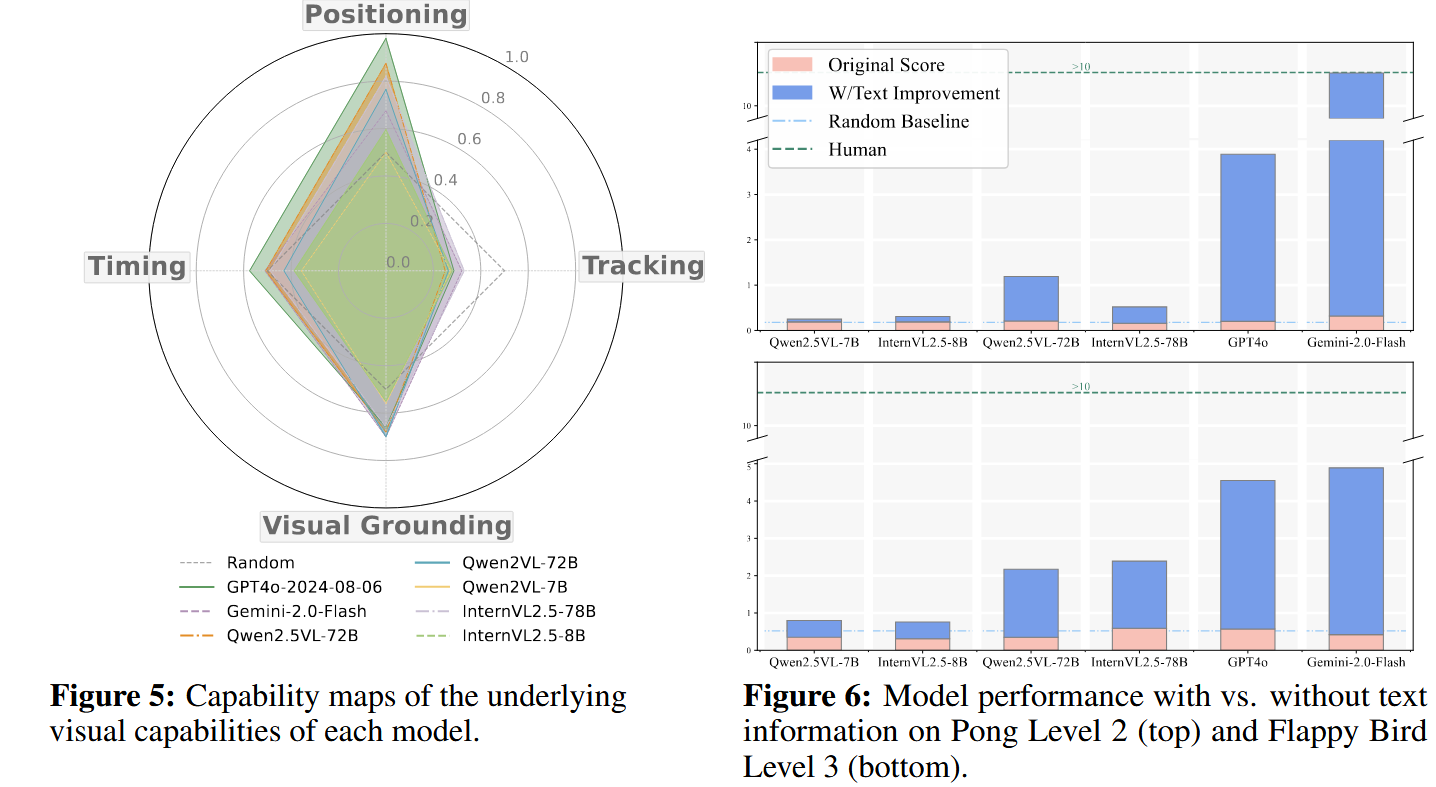 Positioning
1.0
0.8
0.6
0.4
0.2
0.0
Timing
Tracking
Visual Grounding
Random
GPT4o-2024-08-06
Gemini-2.0-Flash
Qwen2.5VL-72B
Qwen2VL-72B
Qwen2VL-7B
InternVL2.5-78B
InternVL2.5-8B
Figure 5: Capability maps of the underlying
visual capabilities of each model.
Original Score
W/Text Improvement
Random Baseline
Human
>10
10
4
3
2
1
0
Qwen2.5VL-7B InternVL2.5-8B Qwen2.5VL-72B InternVL2.5-78B GPT4o Gemini-2.0-Flash
>10
10
5
4
3
2
1
0
Qwen2.5VL-7B InternVL2.5-8B Qwen2.5VL-72B InternVL2.5-78B GPT4o Gemini-2.0-Flash
Figure 6: Model performance with vs. without text
information on Pong Level 2 (top) and Flappy Bird
Level 3 (bottom).